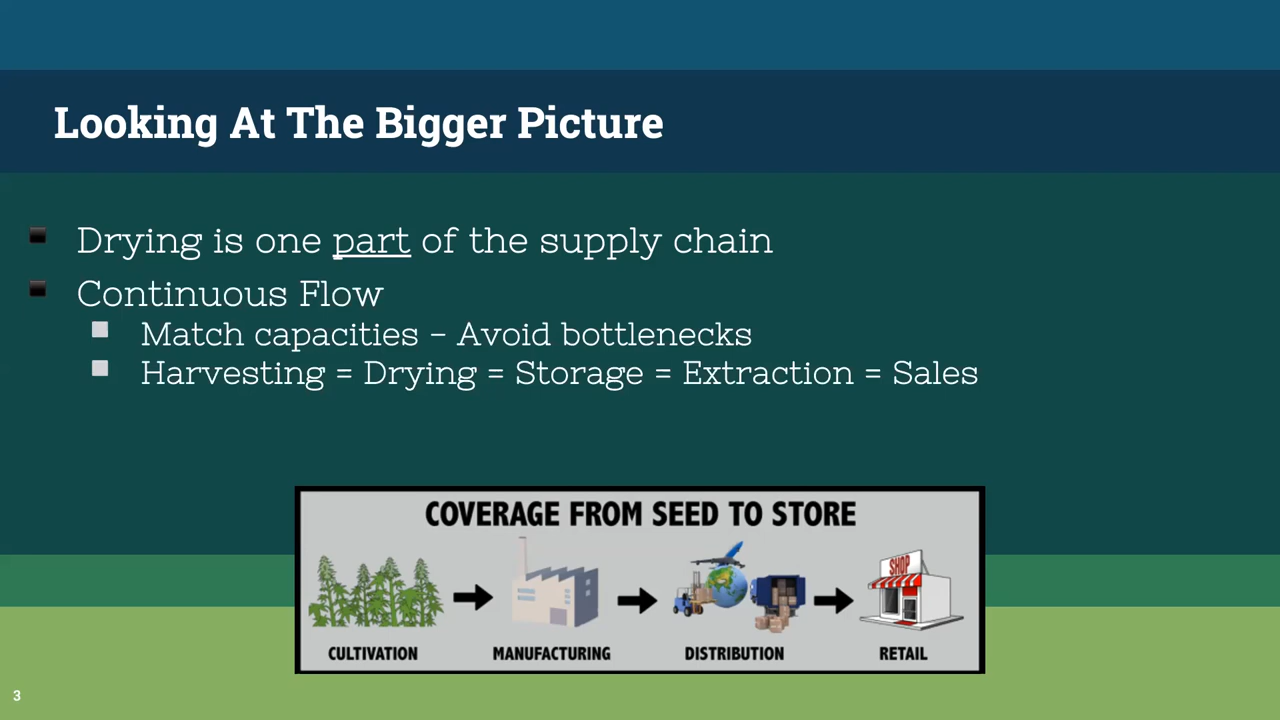 Looking At The Bigger Picture
Drying is one part of the supply chain
Continuous Flow
Match capacities – Avoid bottlenecks
Harvesting = Drying = Storage = Extraction = Sales
COVERAGE FROM SEED TO STORE
SHOP
CULTIVATION
MANUFACTURING
DISTRIBUTION
RETAIL
3